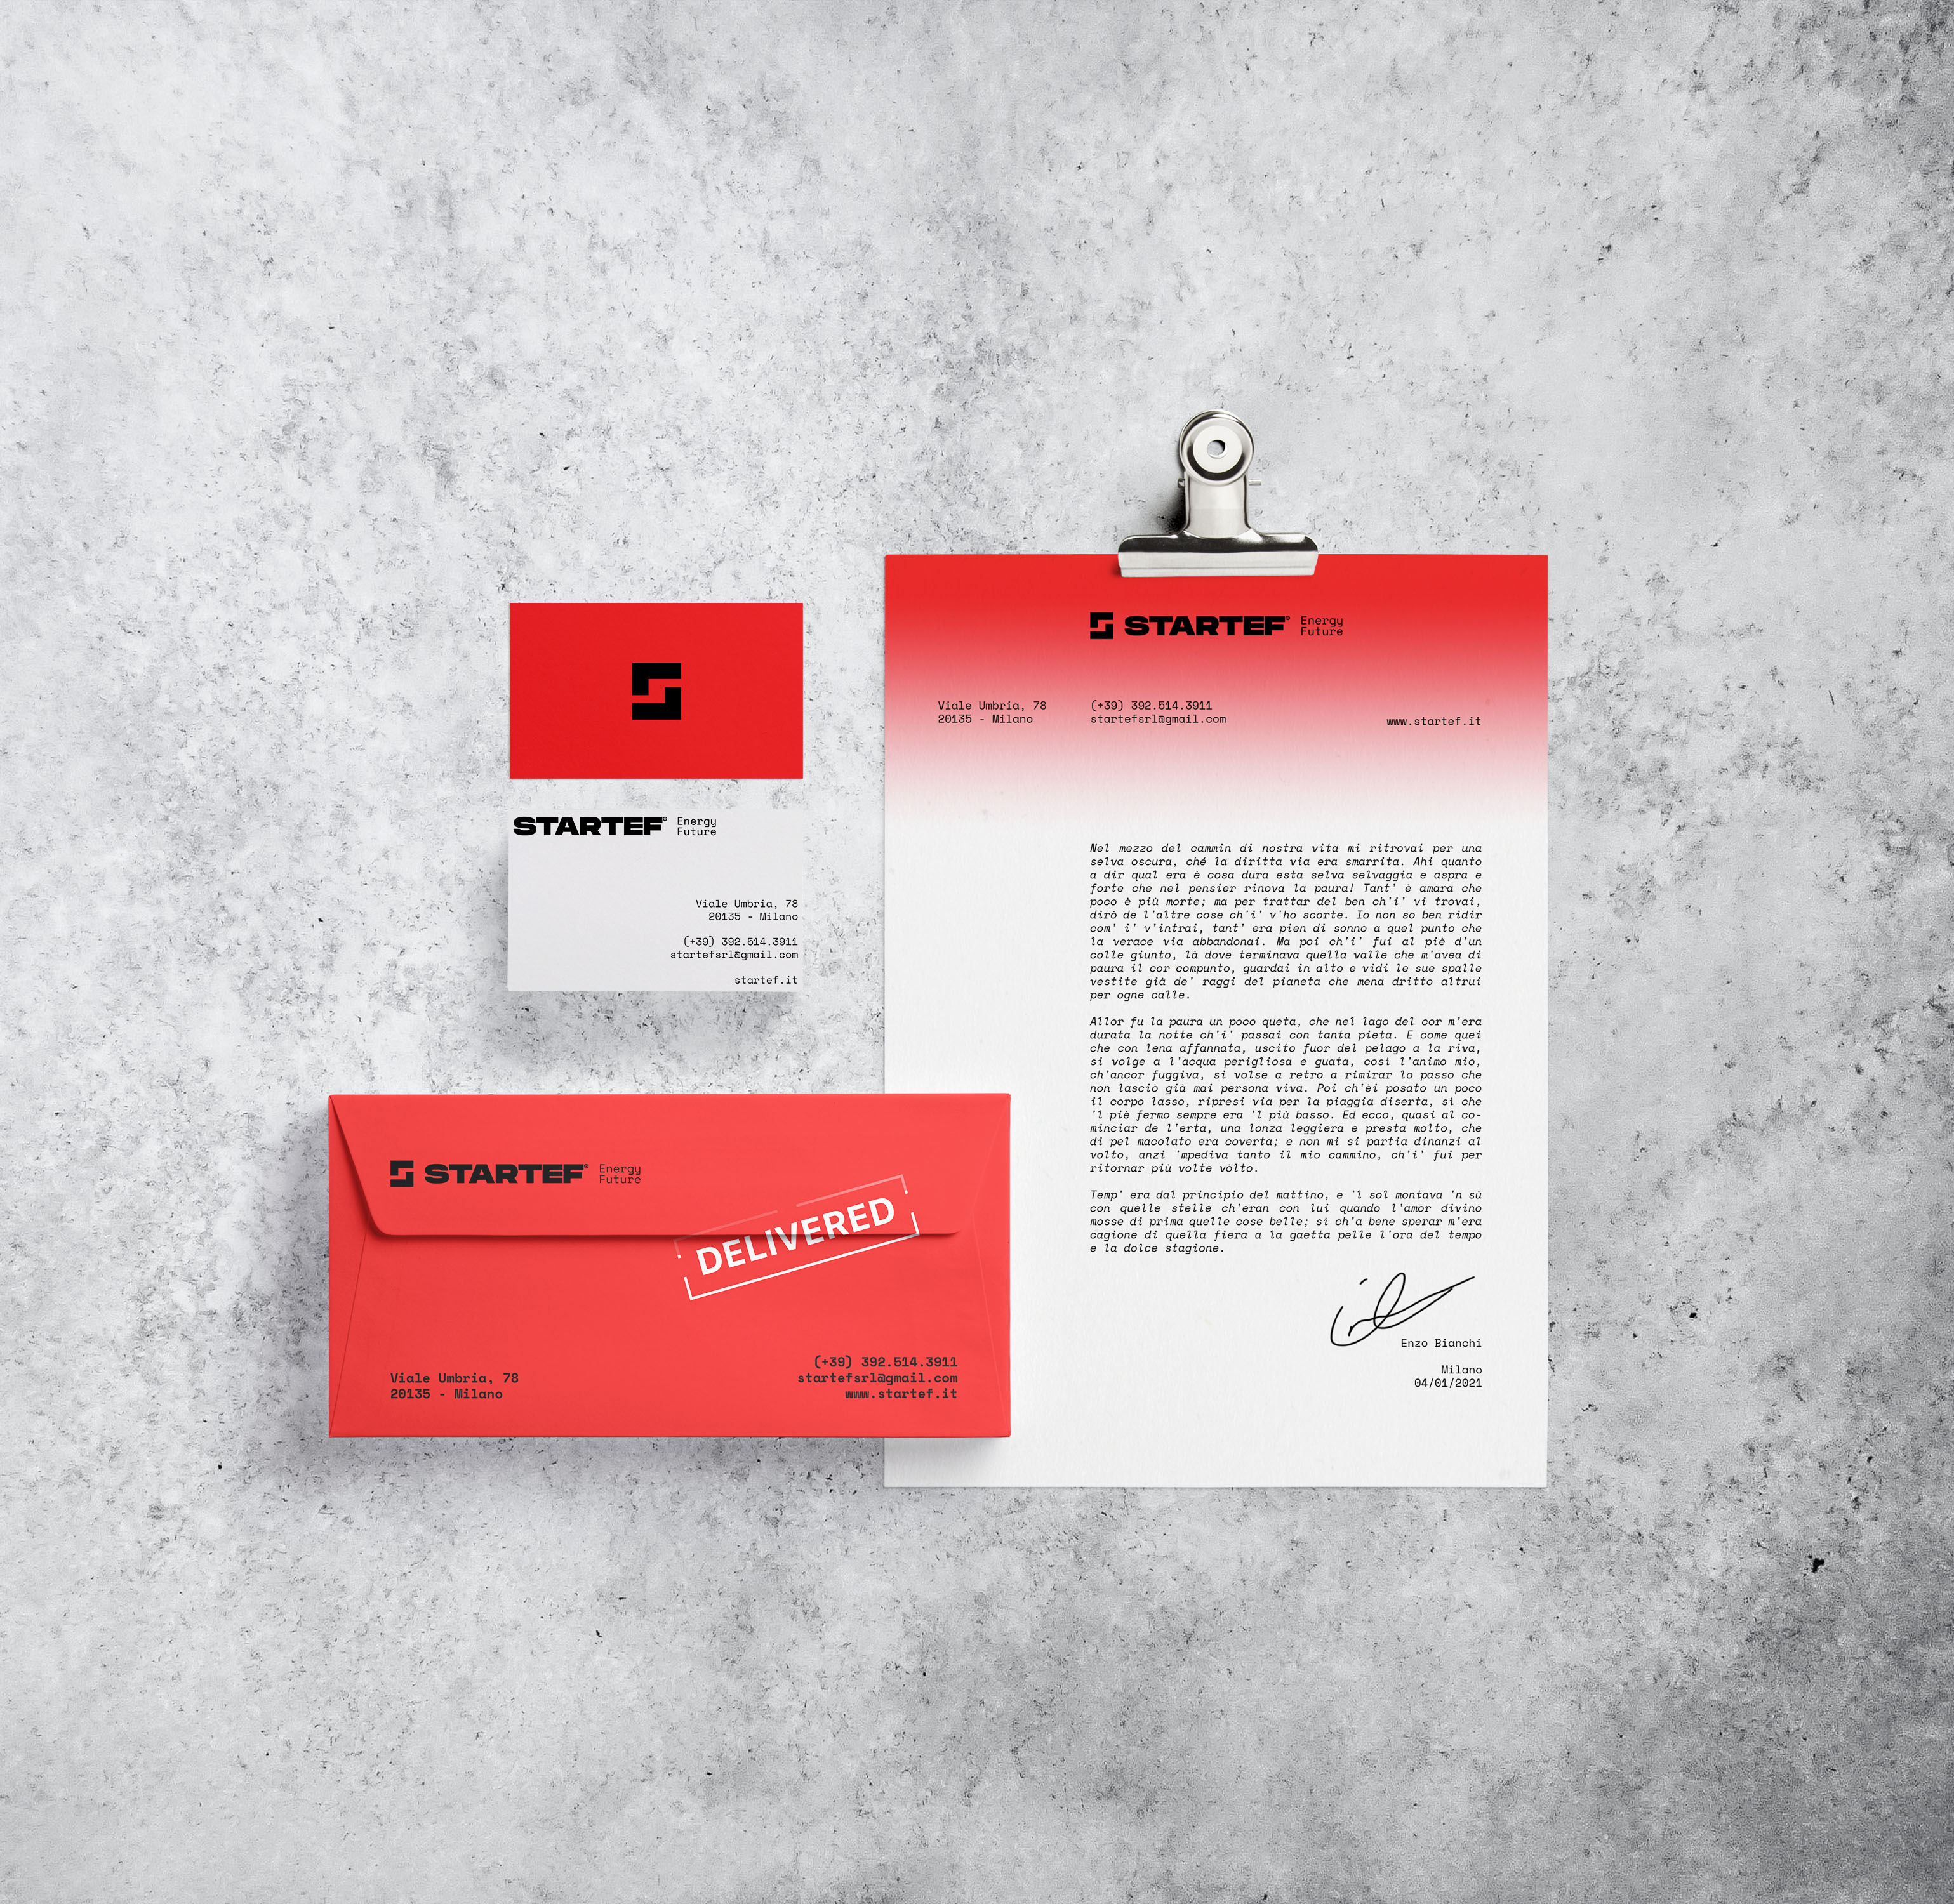 STARTEF® Energy
Future
Viale Umbria, 78
20135 - Milano
(+39) 392.514.3911
startefsrl@gmail.com
startef.it
STARTEF® Energy
Future
DELIVERED
Viale Umbria, 78
20135 - Milano
(+39) 392.514.3911
startefsrl@gmail.com
www.startef.it
STARTEF® Energy
Future
Viale Umbria, 78
20135 - Milano
(+39) 392.514.3911
startefsrl@gmail.com
www.startef.it
Nel mezzo del cammin di nostra vita mi ritrovai per una
selva oscura, ché la diritta via era smarrita. Ahi quanto
a dir qual era è cosa dura esta selva selvaggia e aspra e
forte che nel pensier rinova la paura! Tant' è amara che
poco è più morte; ma per trattar del ben ch'i' vi trovai,
dirò de l'altre cose ch'i' v'ho scorte. Io non so ben ridir
com' i' v'intrai, tant' era pien di sonno a quel punto che
la verace via abbandonai. Ma poi ch'i' fui al piè d'un
colle giunto, là dove terminava quella valle che m'avea di
paura il cor compunto, guardai in alto e vidi le sue spalle
vestite già de' raggi del pianeta che mena dritto altrui
per ogne calle.
Allor fu la paura un poco queta, che nel lago del cor m'era
durata la notte ch'i' passai con tanta pieta. E come quei
che con lena affannata, uscito fuor del pelago a la riva,
si volge a l'acqua perigliosa e guata, così l'animo mio,
ch'ancor fuggiva, si volse a retro a rimirar lo passo che
non lasciò già mai persona viva. Poi ch'èi posato un poco
il corpo lasso, ripresi via per la piaggia diserta, sì che
'l piè fermo sempre era 'l più basso. Ed ecco, quasi al co-
minciar de l'erta, una lonza leggiera e presta molto, che
di pel macolato era coverta; e non mi si partia dinanzi al
volto, anzi 'mpediva tanto il mio cammino, ch'i' fui per
ritornar più volte vòlto.
Temp' era dal principio del mattino, e 'l sol montava 'n sù
con quelle stelle ch'eran con lui quando l'amor divino
mosse di prima quelle cose belle; sì ch'a bene sperar m'era
cagione di quella fiera a la gaetta pelle l'ora del tempo
e la dolce stagione.
Enzo Bianchi
Milano
04/01/2021